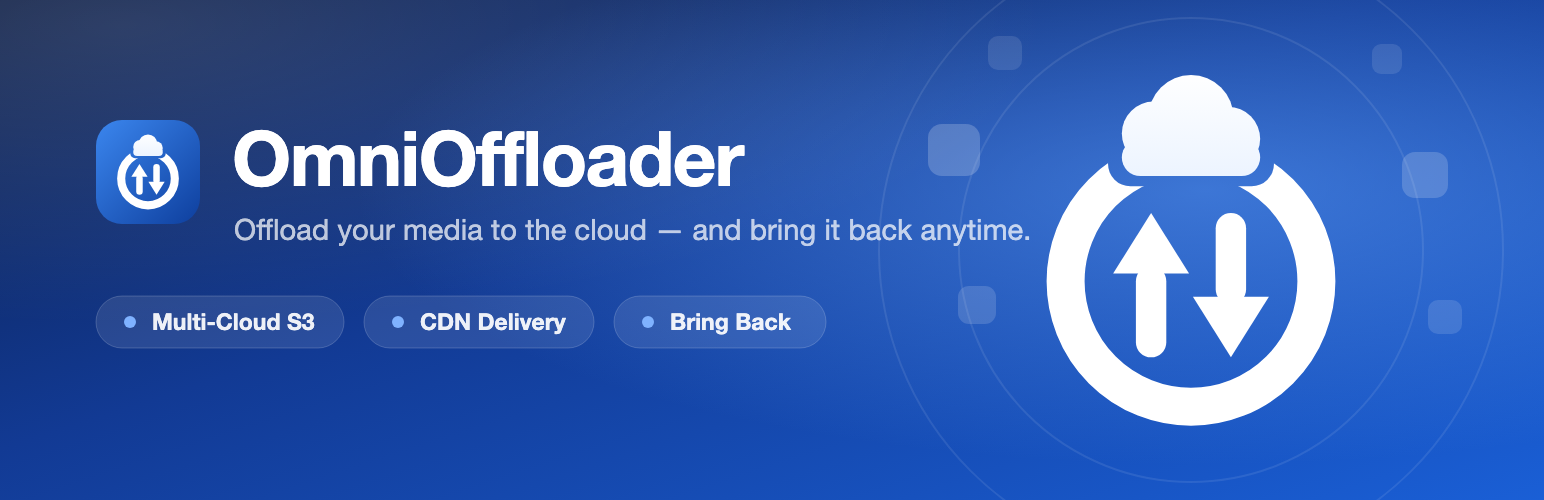 OmniOffloader
Offload your media to the cloud — and bring it back anytime.
Multi-Cloud S3
CDN Delivery
Bring Back